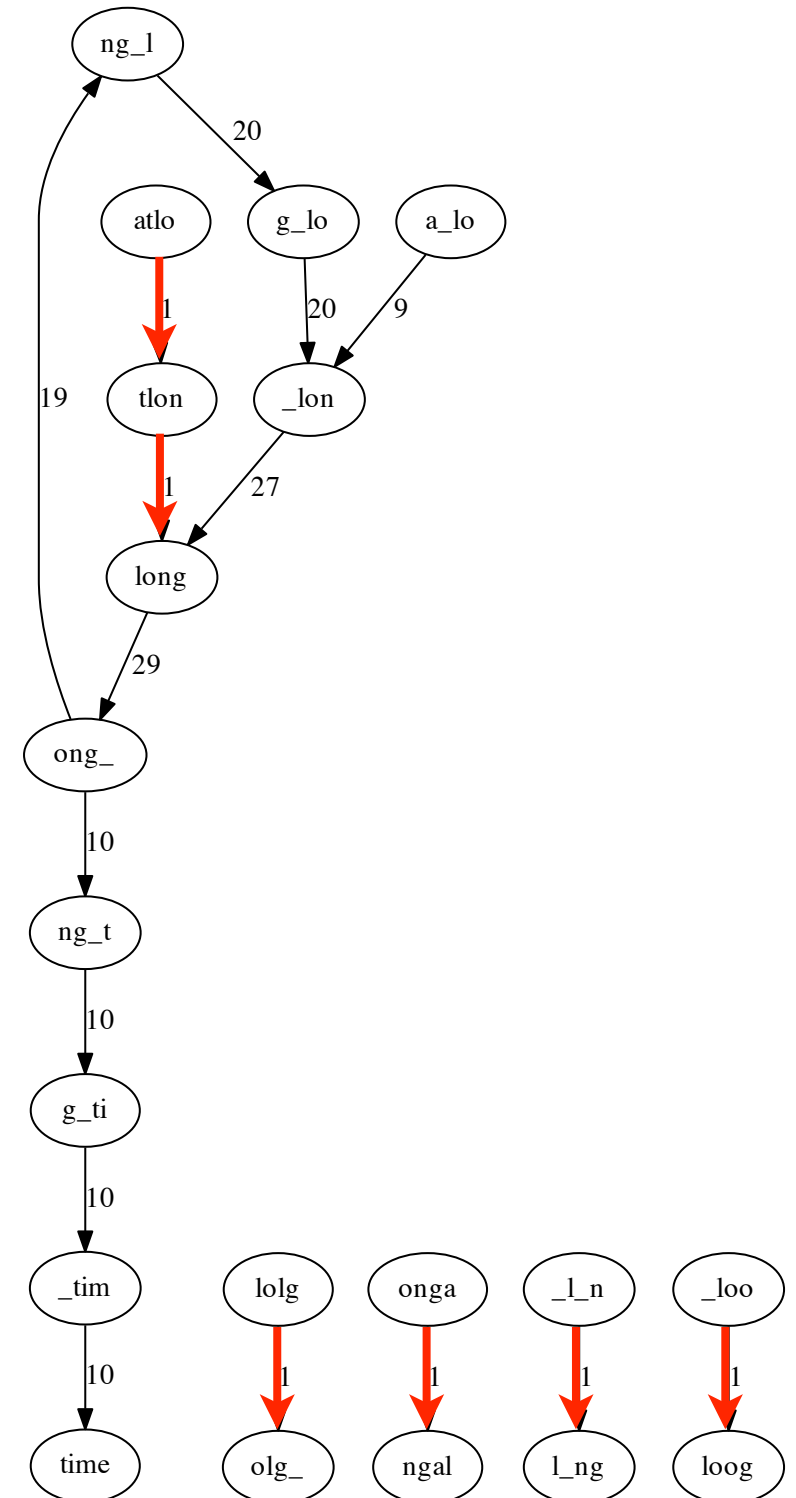 ng_l
20
atlo
g_lo
a_lo
1
20
9
19
tlon
_lon
1
27
long
29
ong_
10
ng_t
10
g_ti
10
_tim
lolg
onga
_l_n
_loo
10
1
1
1
1
time
olg_
ngal
l_ng
loog